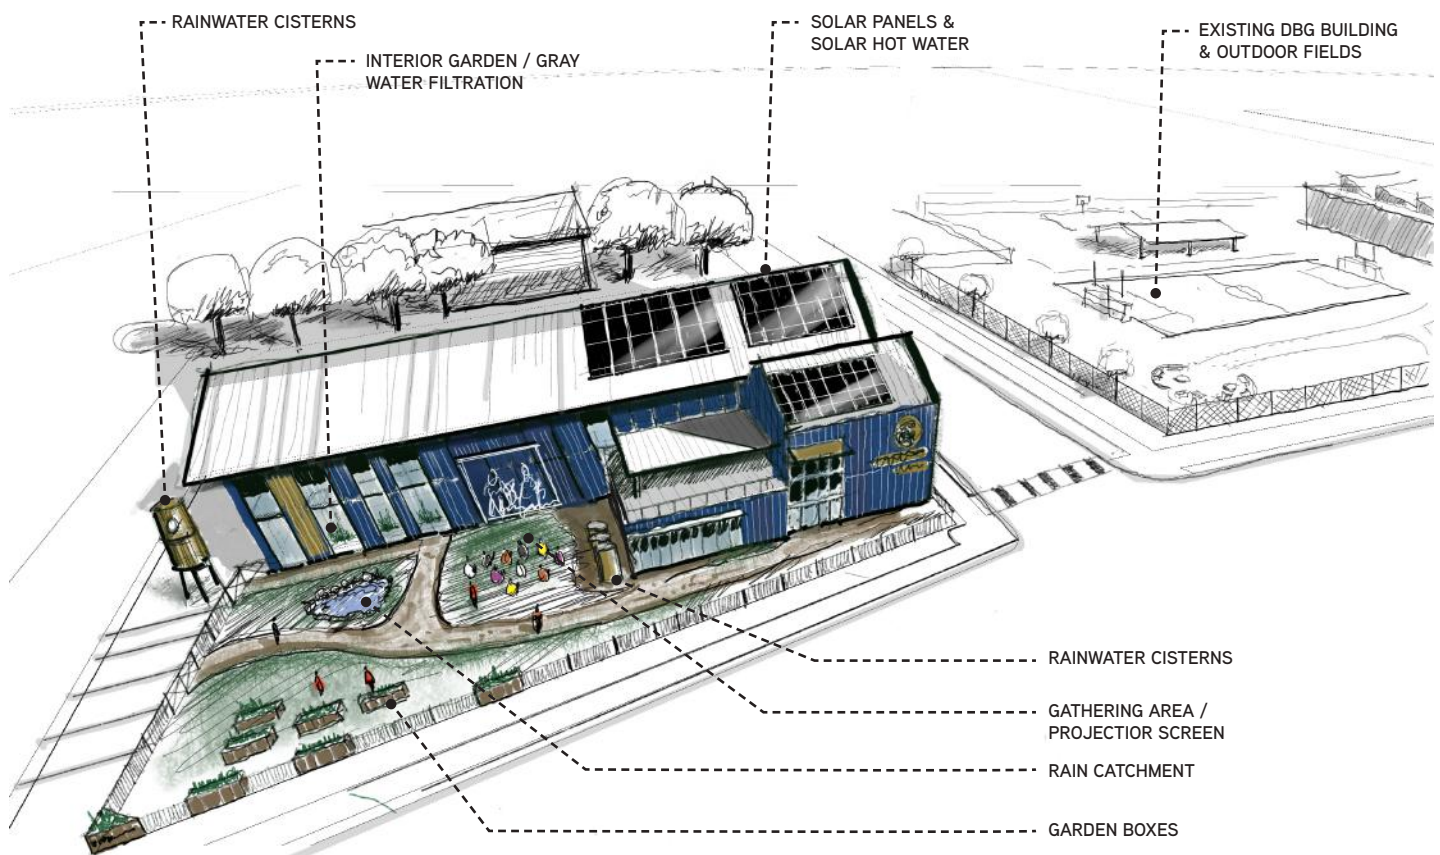 RAINWATER CISTERNS
INTERIOR GARDEN / GRAY
WATER FILTRATION
SOLAR PANELS &
SOLAR HOT WATER
EXISTING DBG BUILDING
& OUTDOOR FIELDS
RAINWATER CISTERNS
GATHERING AREA /
PROJECTIOR SCREEN
RAIN CATCHMENT
GARDEN BOXES